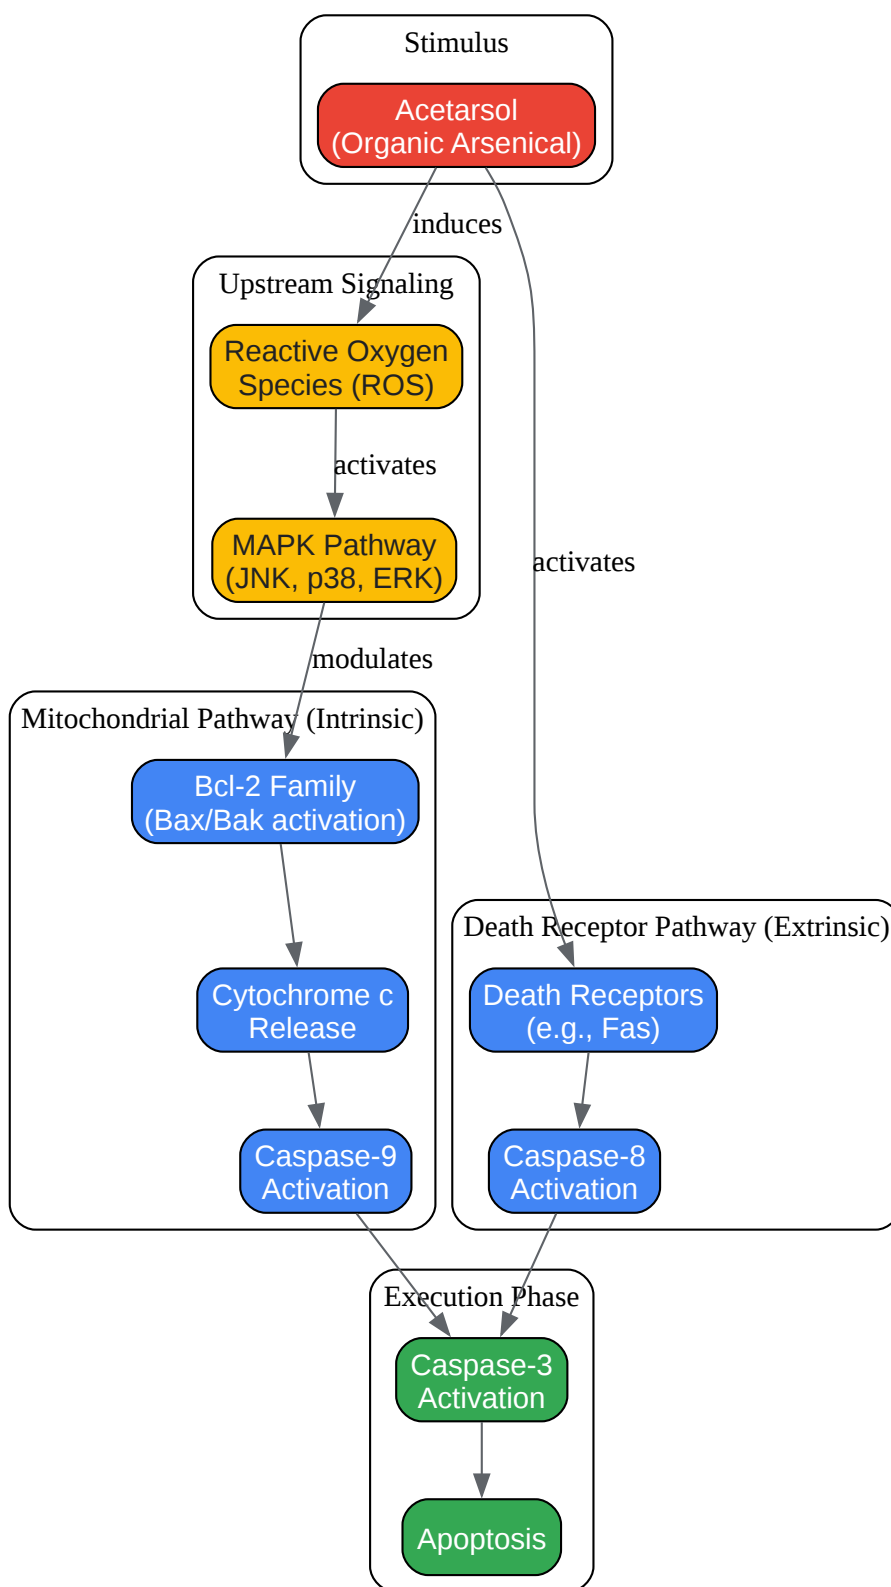 Stimulus
Acetarsol
(Organic Arsenical)
induces
Upstream Signaling
Reactive Oxygen
Species (ROS)
activates
MAPK Pathway
(JNK, p38, ERK)
activates
modulates
Mitochondrial Pathway (Intrinsic)
Bcl-2 Family
(Bax/Bak activation)
Cytochrome c
Release
Caspase-9
Activation
Death Receptor Pathway (Extrinsic)
Death Receptors
(e.g., Fas)
Caspase-8
Activation
Execution Phase
Caspase-3
Activation
Apoptosis